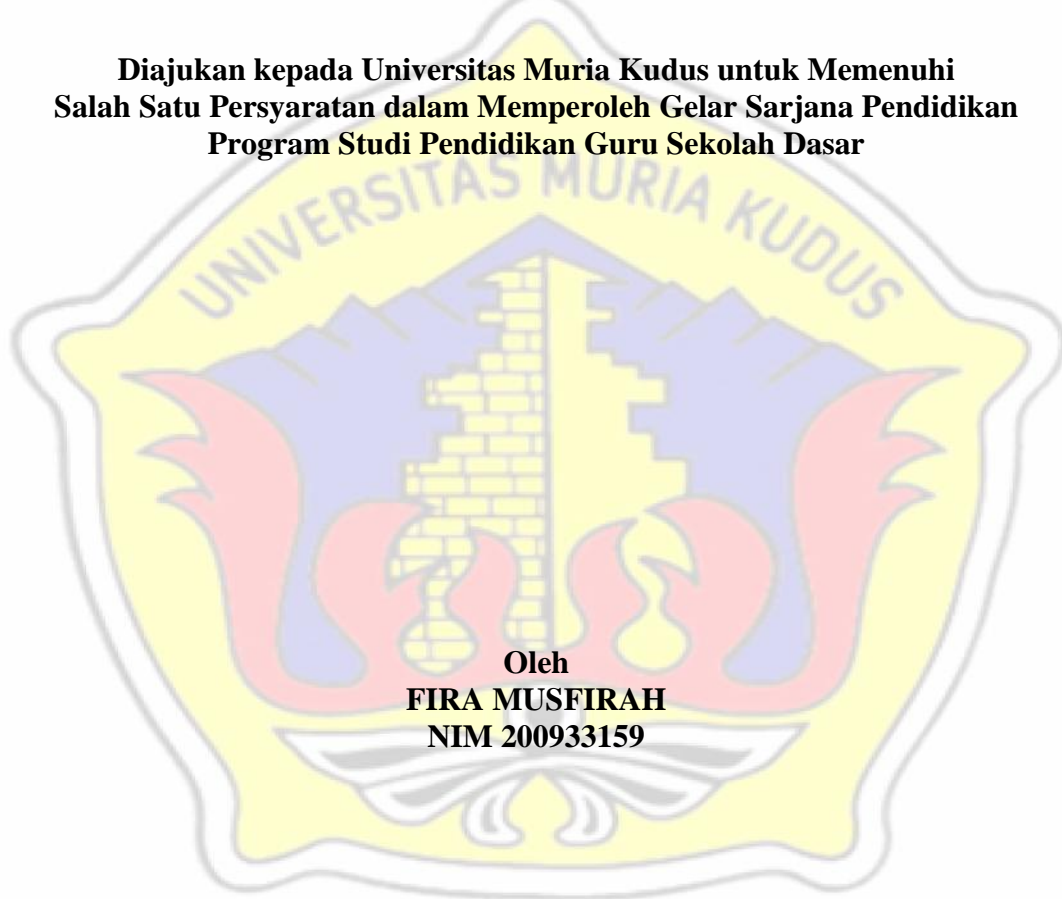 Diajukan kepada Universitas Muria Kudus untuk Memenuhi
Salah Satu Persyaratan dalam Memperoleh Gelar Sarjana Pendidikan
Program Studi Pendidikan Guru Sekolah Dasar
UNIVERSITAS MURIA KUDUS
Oleh
FIRA MUSFIRAH
NIM 200933159